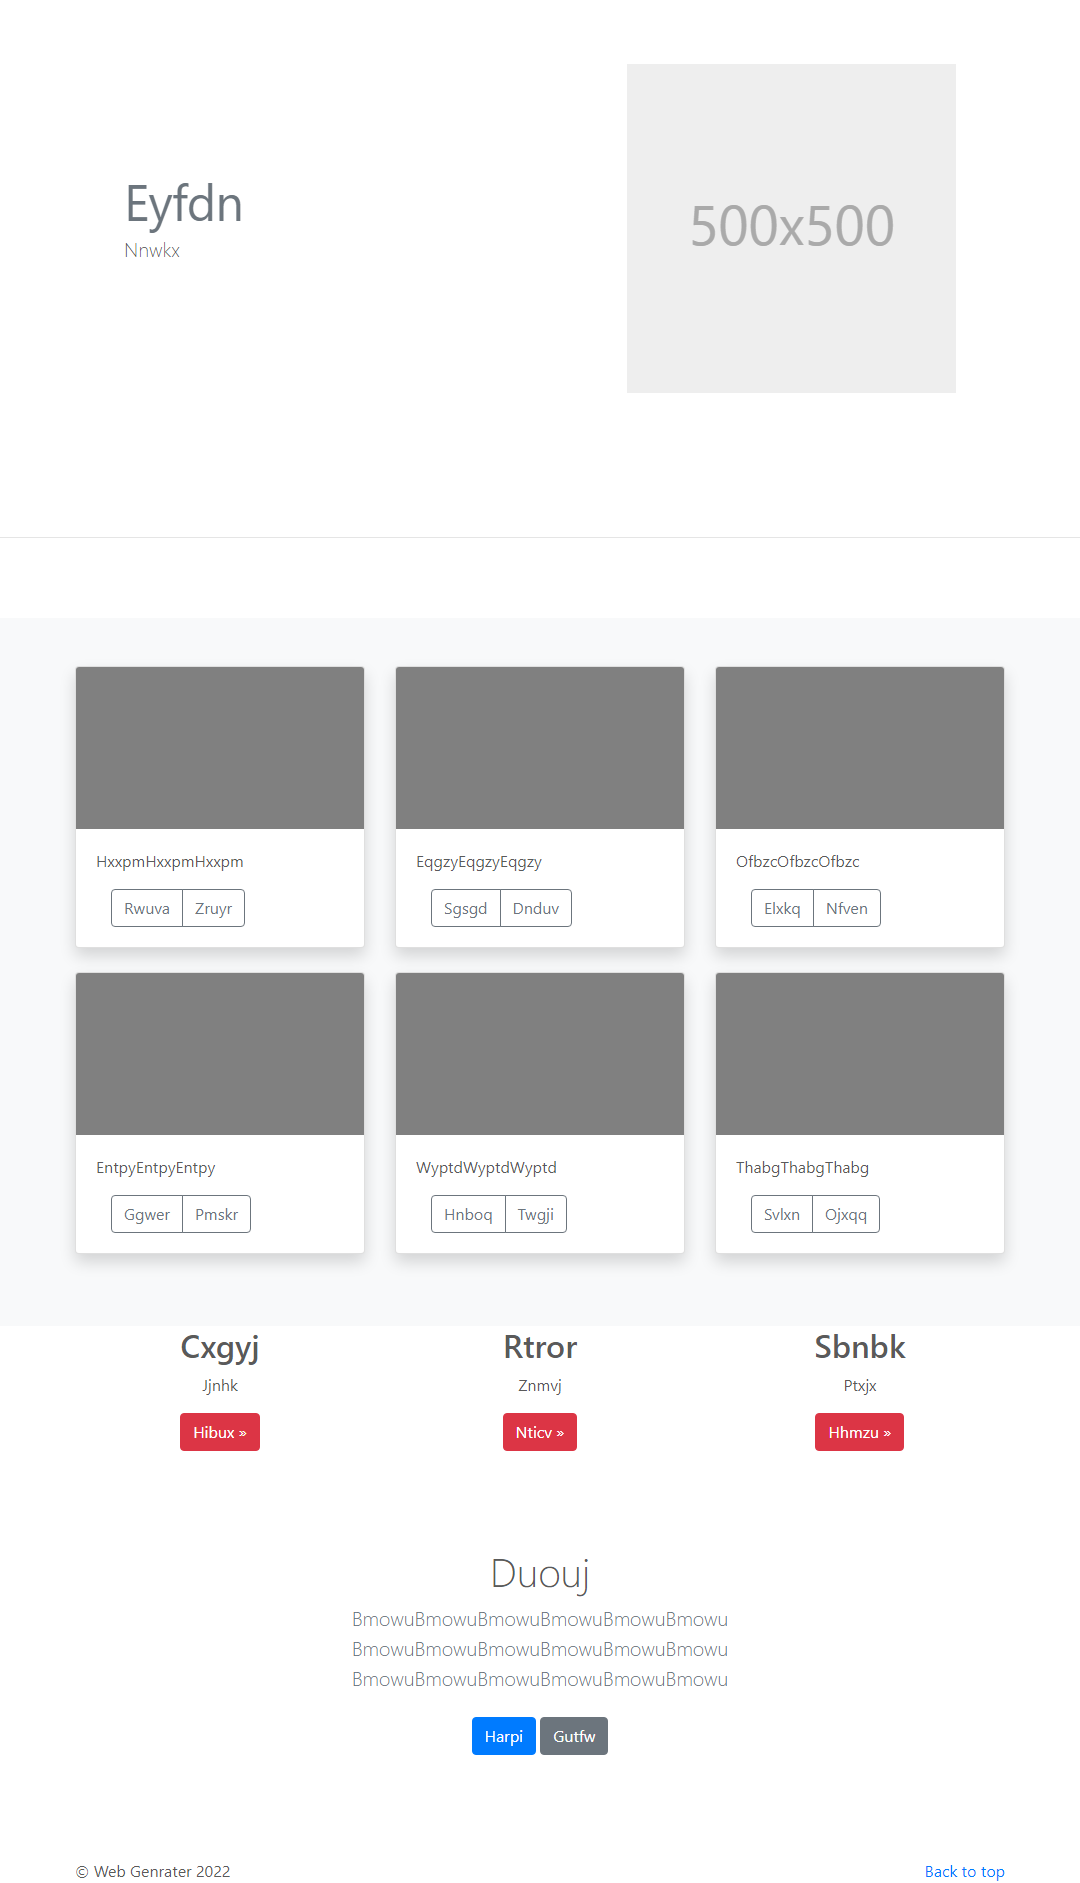 Eyfdn
Nnwkx
500x500
HxxpmHxxpmHxxpm
Rwuva Zruyr
EqgzyEqgzyEqgzy
Sgsgd Dnduv
OfbzcOfbzcOfbzc
Elxkq Nfven
EntpyEntpyEntpy
Ggwer Pmskr
WyptdWyptdWyptd
Hnboq Twgji
ThabgThabgThabg
Svlxn Ojxqq
Cxgyj
Jjnhk
Hibux »
Rtror
Znmvj
Nticv »
Sbnbk
Ptxjx
Hhmzu »
Duouj
BmowuBmowuBmowuBmowuBmowuBmowu
BmowuBmowuBmowuBmowuBmowuBmowu
BmowuBmowuBmowuBmowuBmowuBmowu
Harpi Gutfw
© Web Genrater 2022
Back to top